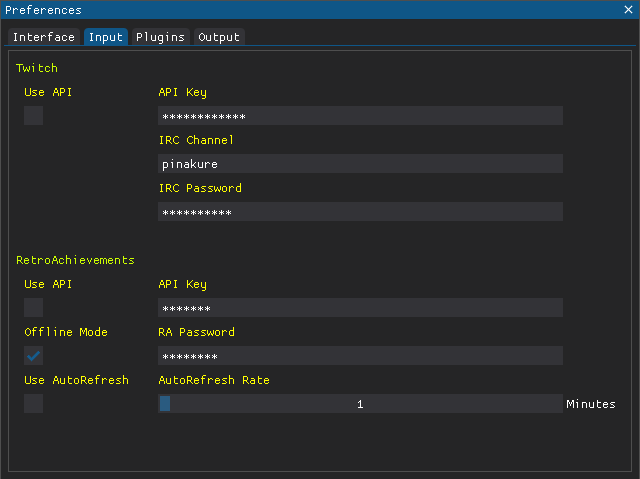 Preferences
Interface Input Plugins Output
Twitch
Use API API Key
************
IRC Channel
pinakure
IRC Password
**********
RetroAchievements
Use API API Key
*******
Offline Mode RA Password
********
Use AutoRefresh AutoRefresh Rate
1 Minutes